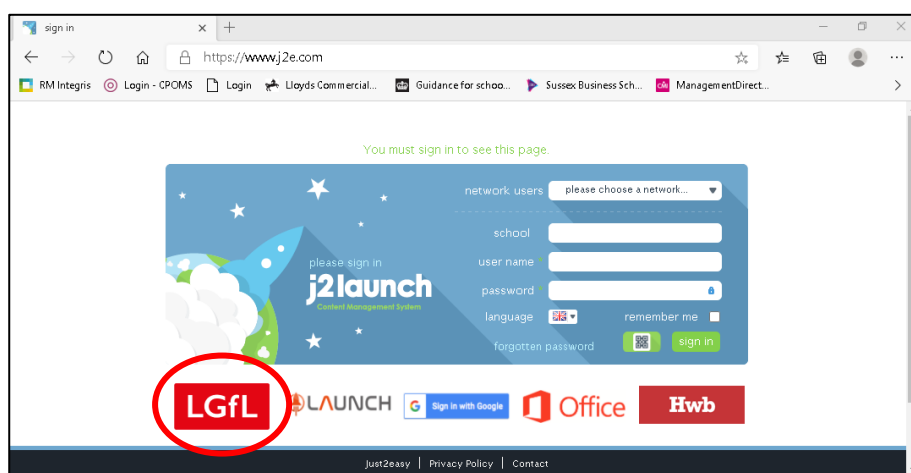 sign in
https://www.j2e.com
RM Integris Login - CPOMS Login Lloyds Commercial... Guidance for schoo... Sussex Business Sch... CMI ManagementDirect...
You must sign in to see this page.
network users please choose a network...
school
please sign in
user name *
j2launch
password *
Content Management System
language
remember me
forgotten password
sign in
LGfL
LAUNCH
G Sign in with Google
Office
Hwb
Just2easy | Privacy Policy | Contact